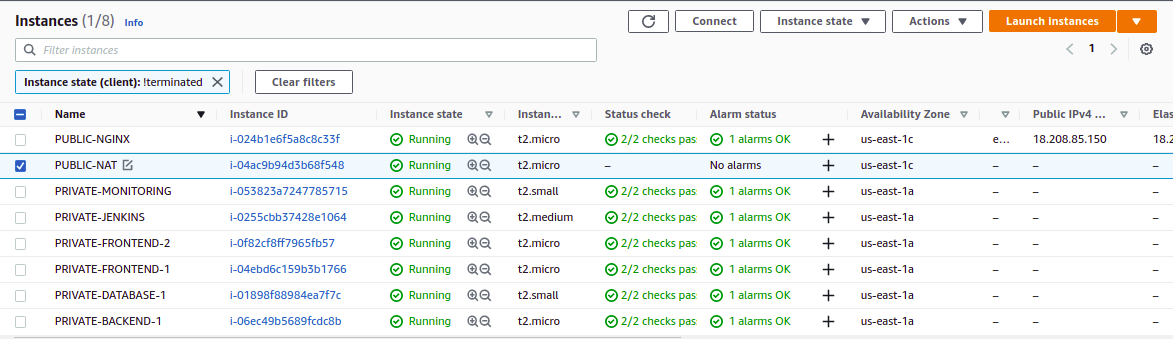 Instances (1/8) Info Connect Instance state Actions Launch instances
Filter instances
1
Instance state (client): !terminated Clear filters
Name Instance ID Instance state Instan... Status check Alarm status Availability Zone Public IPv4 ... Elas
PUBLIC-NGINX i-024b1e6f5a8c8c33f Running t2.micro 2/2 checks pas 1 alarms OK us-east-1c e... 18.208.85.150 18.2
PUBLIC-NAT i-04ac9b94d3b68f548 Running t2.micro – No alarms us-east-1c – – –
PRIVATE-MONITORING i-053823a7247785715 Running t2.small 2/2 checks pas 1 alarms OK us-east-1a – – –
PRIVATE-JENKINS i-0255cbb37428e1064 Running t2.medium 2/2 checks pas 1 alarms OK us-east-1a – – –
PRIVATE-FRONTEND-2 i-0f82cf8ff7965fb57 Running t2.micro 2/2 checks pas 1 alarms OK us-east-1a – – –
PRIVATE-FRONTEND-1 i-04ebd6c159b3b1766 Running t2.micro 2/2 checks pas 1 alarms OK us-east-1a – – –
PRIVATE-DATABASE-1 i-01898f88984ea7f7c Running t2.small 2/2 checks pas 1 alarms OK us-east-1a – – –
PRIVATE-BACKEND-1 i-06ec49b5689fcdc8b Running t2.micro 2/2 checks pas 1 alarms OK us-east-1a – – –